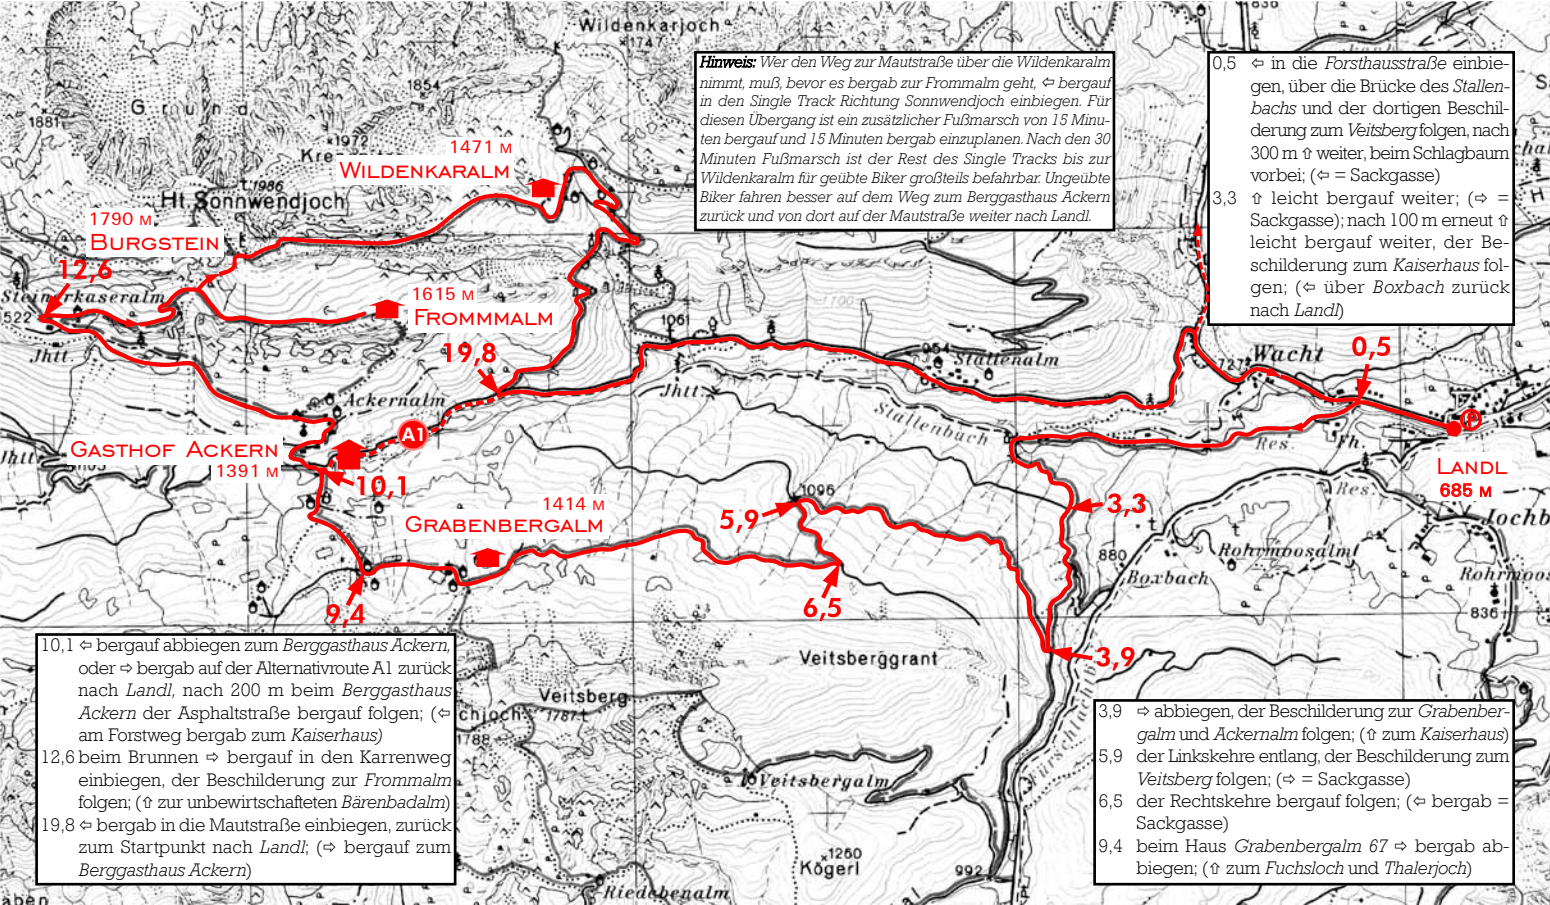 Wildenkarjoch
1747
1854
Grund
1881
1972
1471 M
WILDENKARALM
1986
Ht. Sonnwendjoch
1790 M
BURGSTEIN
12,6
Steinerkaseralm
522
1615 M
FROMMMALM
Jhtt.
19,8
1061
Stallenalm
Jhtt.
Stallenbach
Ackernalm
A1
GASTHOF ACKERN
1391 M
10,1
1414 M
GRABENBERGALM
9,4
1096
5,9
6,5
3,3
3,9
727
Wacht
0,5
P
Res.
Fh.
LANDL
685 M
Res.
Jochb
Rohrmoosalm
880
Boxbach
Rohrmoos
836
Veitsberggrant
Veitsberg
1787
chjoch
1788
Veitsbergalm
1260
Kögerl
992
Riedebenalm
aben
Hinweis: Wer den Weg zur Mautstraße über die Wildenkaralm
nimmt, muß, bevor es bergab zur Frommalm geht, ⇦ bergauf
in den Single Track Richtung Sonnwendjoch einbiegen. Für
diesen Übergang ist ein zusätzlicher Fußmarsch von 15 Minu-
ten bergauf und 15 Minuten bergab einzuplanen. Nach den 30
Minuten Fußmarsch ist der Rest des Single Tracks bis zur
Wildenkaralm für geübte Biker großteils befahrbar. Ungeübte
Biker fahren besser auf dem Weg zum Berggasthaus Ackern
zurück und von dort auf der Mautstraße weiter nach Landl.
0,5 ⇦ in die Forsthausstraße einbie-
gen, über die Brücke des Stallen-
bachs und der dortigen Beschil-
derung zum Veitsberg folgen, nach
300 m ⇧ weiter, beim Schlagbaum
vorbei; (⇦ = Sackgasse)
3,3 ⇧ leicht bergauf weiter; (⇨ =
Sackgasse); nach 100 m erneut ⇧
leicht bergauf weiter, der Be-
schilderung zum Kaiserhaus fol-
gen; (⇦ über Boxbach zurück
nach Landl)
10,1 ⇦ bergauf abbiegen zum Berggasthaus Ackern,
oder ⇨ bergab auf der Alternativroute A1 zurück
nach Landl, nach 200 m beim Berggasthaus
Ackern der Asphaltstraße bergauf folgen; (⇦
am Forstweg bergab zum Kaiserhaus)
12,6 beim Brunnen ⇨ bergauf in den Karrenweg
einbiegen, der Beschilderung zur Frommalm
folgen; (⇧ zur unbewirtschafteten Bärenbadalm)
19,8 ⇦ bergab in die Mautstraße einbiegen, zurück
zum Startpunkt nach Landl; (⇨ bergauf zum
Berggasthaus Ackern)
3,9 ⇨ abbiegen, der Beschilderung zur Grabenber-
galm und Ackernalm folgen; (⇧ zum Kaiserhaus)
5,9 der Linkskehre entlang, der Beschilderung zum
Veitsberg folgen; (⇨ = Sackgasse)
6,5 der Rechtskehre bergauf folgen; (⇦ bergab =
Sackgasse)
9,4 beim Haus Grabenbergalm 67 ⇨ bergab ab-
biegen; (⇧ zum Fuchsloch und Thalerjoch)